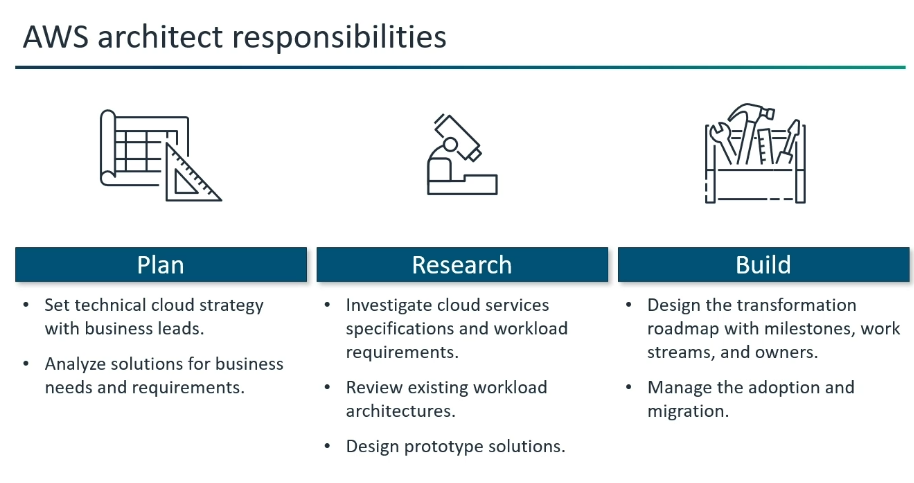 AWS architect responsibilities
Plan
• Set technical cloud strategy
with business leads.
• Analyze solutions for business
needs and requirements.
Research
• Investigate cloud services
specifications and workload
requirements.
• Review existing workload
architectures.
• Design prototype solutions.
Build
• Design the transformation
roadmap with milestones, work
streams, and owners.
• Manage the adoption and
migration.